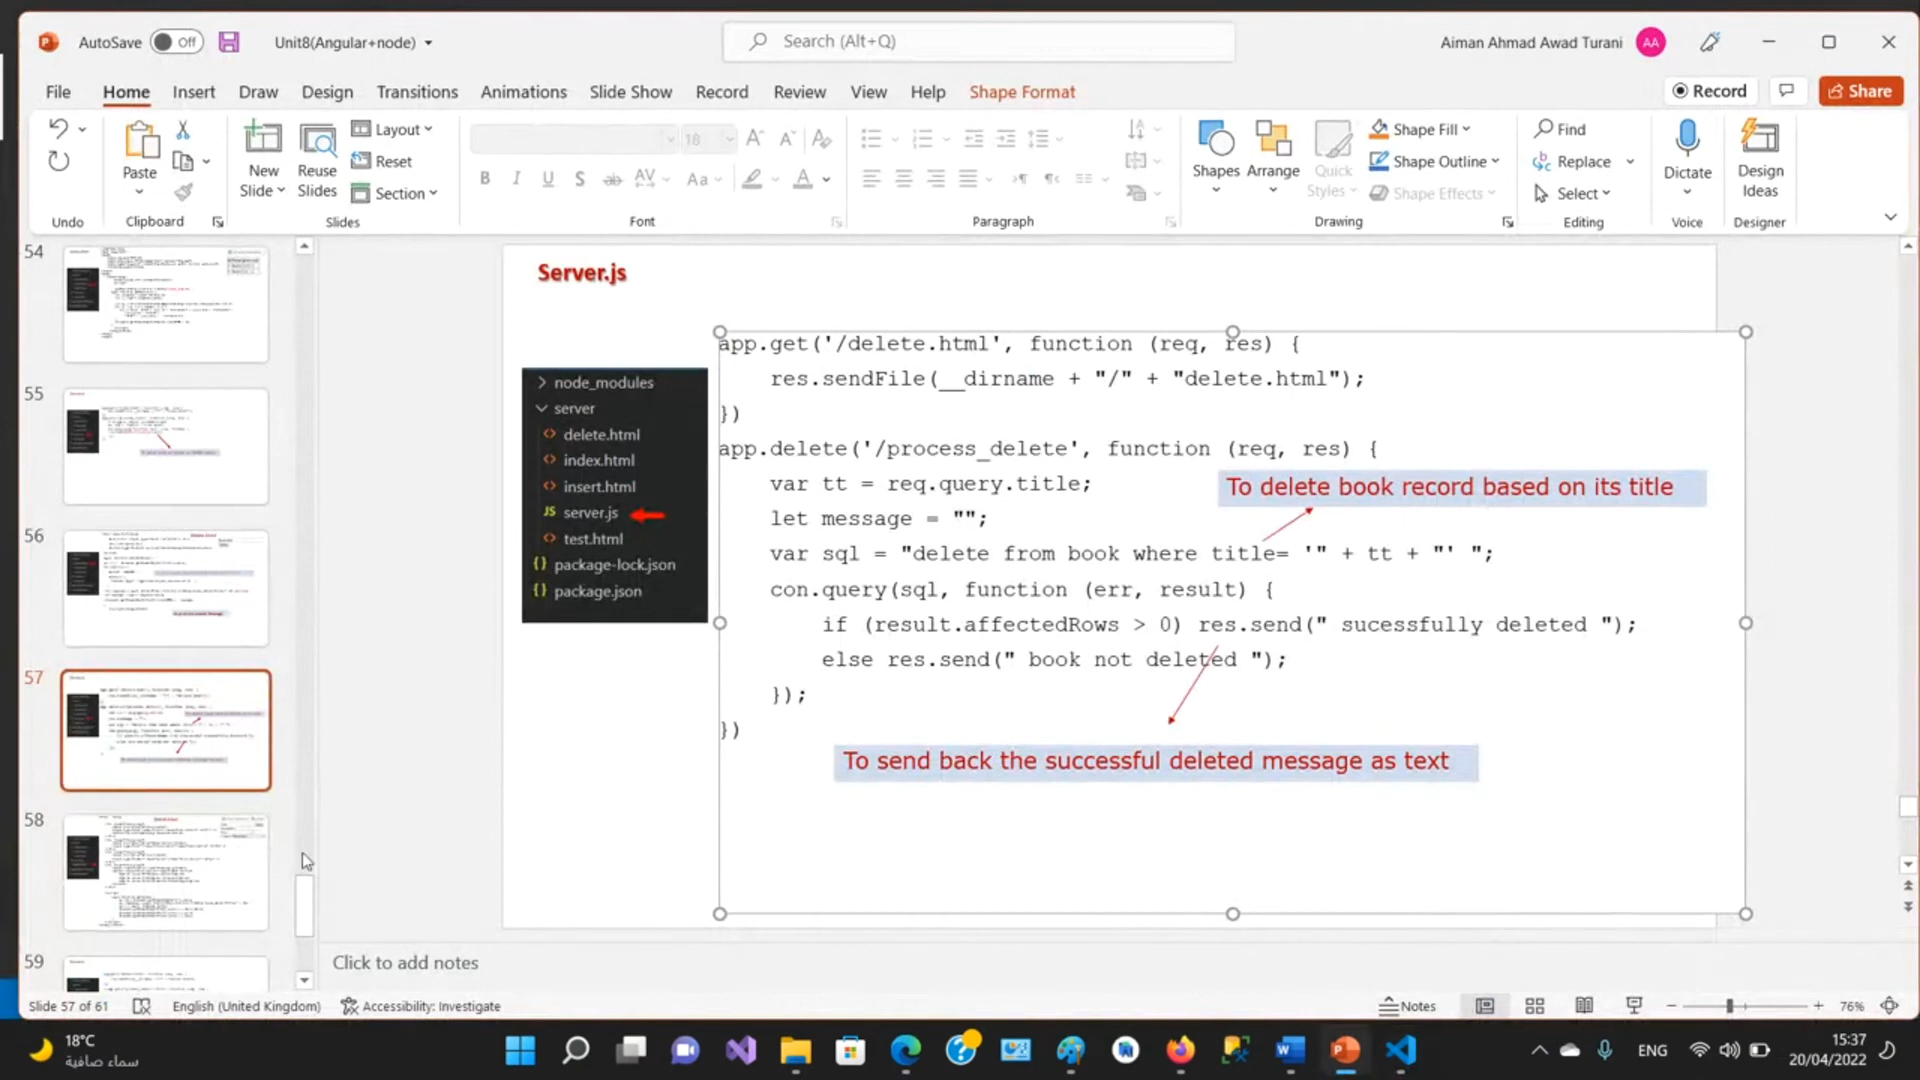 AutoSave
Off
Unit8(Angular+node)
Search (Alt+Q)
Aiman Ahmad Awad Turani
AA
File
Home
Insert
Draw
Design
Transitions
Animations
Slide Show
Record
Review
View
Help
Shape Format
Record
Share
Paste
New Slide
Reuse Slides
Layout
Reset
Section
18
Shapes
Arrange
Quick Styles
Shape Fill
Shape Outline
Shape Effects
Find
Replace
Select
Dictate
Design Ideas
Undo
Clipboard
Slides
Font
Paragraph
Drawing
Editing
Voice
Designer
54
55
56
57
58
59
Server.js
node_modules
server
delete.html
index.html
insert.html
JS server.js
test.html
{} package-lock.json
{} package.json
app.get('/delete.html', function (req, res) {
res.sendFile(__dirname + "/" + "delete.html");
})
app.delete('/process_delete', function (req, res) {
var tt = req.query.title;
To delete book record based on its title
let message = "";
var sql = "delete from book where title= '" + tt + "' ";
con.query(sql, function (err, result) {
if (result.affectedRows > 0) res.send(" sucessfully deleted ");
else res.send(" book not deleted ");
});
})
To send back the successful deleted message as text
Click to add notes
Slide 57 of 61
English (United Kingdom)
Accessibility: Investigate
Notes
76%
18°C
سماء صافية
ENG
15:37
20/04/2022